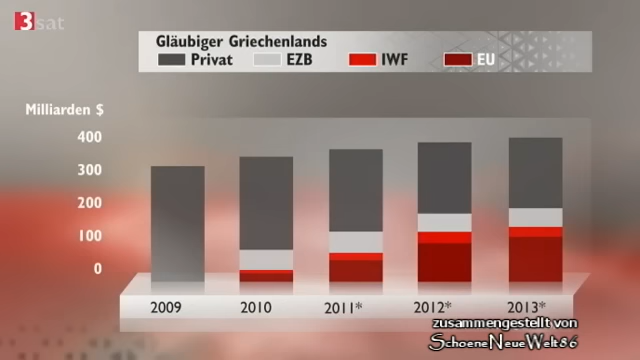 3sat
Gläubiger Griechenlands
Privat EZB IWF EU
Milliarden $
400
300
200
100
0
2009 2010 2011* 2012* 2013*
zusammengestellt von
SchoeneNeueWelt86